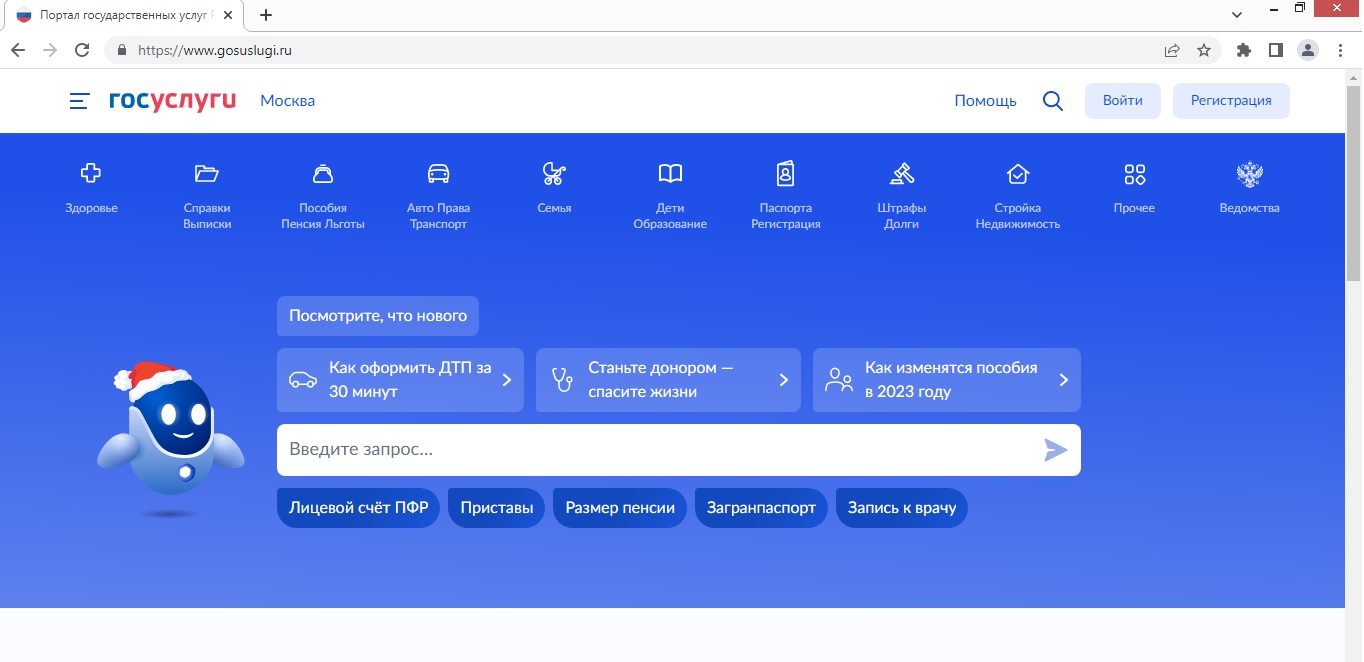 Портал государственных услуг Р
https://www.gosuslugi.ru
госуслуги Москва Помощь Войти Регистрация
Здоровье
Справки
Выписки
Пособия
Пенсия Льготы
Авто Права
Транспорт
Семья
Дети
Образование
Паспорта
Регистрация
Штрафы
Долги
Стройка
Недвижимость
Прочее
Ведомства
Посмотрите, что нового
Как оформить ДТП за
30 минут
Станьте донором —
спасите жизни
Как изменятся пособия
в 2023 году
Введите запрос...
Лицевой счёт ПФР
Приставы
Размер пенсии
Загранпаспорт
Запись к врачу